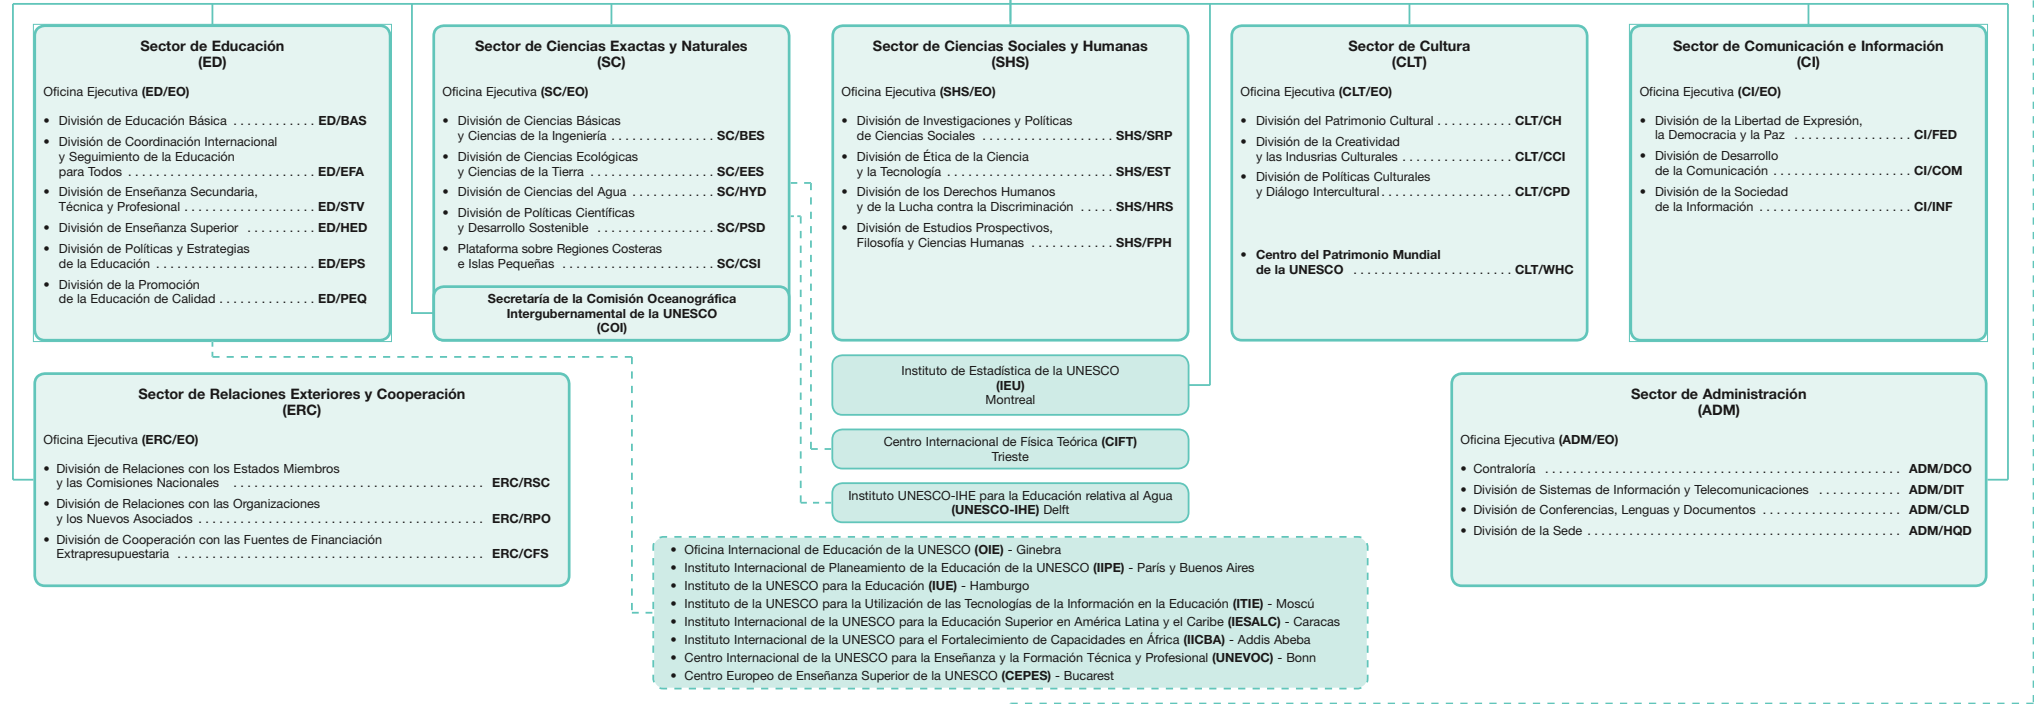 Sector de Educación
(ED)
Oficina Ejecutiva (ED/EO)
• División de Educación Básica . . . . . . . . . . . . ED/BAS
• División de Coordinación Internacional
y Seguimiento de la Educación
para Todos . . . . . . . . . . . . . . . . . . . . . . . . . . . ED/EFA
• División de Enseñanza Secundaria,
Técnica y Profesional . . . . . . . . . . . . . . . . . . . ED/STV
• División de Enseñanza Superior . . . . . . . . . . ED/HED
• División de Políticas y Estrategias
de la Educación . . . . . . . . . . . . . . . . . . . . . . . ED/EPS
• División de la Promoción
de la Educación de Calidad . . . . . . . . . . . . . . ED/PEQ
Sector de Ciencias Exactas y Naturales
(SC)
Oficina Ejecutiva (SC/EO)
• División de Ciencias Básicas
y Ciencias de la Ingeniería . . . . . . . . . . . . . . . SC/BES
• División de Ciencias Ecológicas
y Ciencias de la Tierra . . . . . . . . . . . . . . . . . . . SC/EES
• División de Ciencias del Agua . . . . . . . . . . . . . SC/HYD
• División de Políticas Científicas
y Desarrollo Sostenible . . . . . . . . . . . . . . . . . . SC/PSD
• Plataforma sobre Regiones Costeras
e Islas Pequeñas . . . . . . . . . . . . . . . . . . . . . . . SC/CSI
Secretaría de la Comisión Oceanográfica
Intergubernamental de la UNESCO
(COI)
Sector de Ciencias Sociales y Humanas
(SHS)
Oficina Ejecutiva (SHS/EO)
• División de Investigaciones y Políticas
de Ciencias Sociales . . . . . . . . . . . . . . . . . . . . SHS/SRP
• División de Ética de la Ciencia
y la Tecnología . . . . . . . . . . . . . . . . . . . . . . . . . SHS/EST
• División de los Derechos Humanos
y de la Lucha contra la Discriminación . . . . . SHS/HRS
• División de Estudios Prospectivos,
Filosofía y Ciencias Humanas . . . . . . . . . . . . SHS/FPH
Sector de Cultura
(CLT)
Oficina Ejecutiva (CLT/EO)
• División del Patrimonio Cultural . . . . . . . . . . . CLT/CH
• División de la Creatividad
y las Indusrias Culturales . . . . . . . . . . . . . . . . CLT/CCI
• División de Políticas Culturales
y Diálogo Intercultural . . . . . . . . . . . . . . . . . . . CLT/CPD
• Centro del Patrimonio Mundial
de la UNESCO . . . . . . . . . . . . . . . . . . . . . . . . CLT/WHC
Sector de Comunicación e Información
(CI)
Oficina Ejecutiva (CI/EO)
• División de la Libertad de Expresión,
la Democracia y la Paz . . . . . . . . . . . . . . . . . . CI/FED
• División de Desarrollo
de la Comunicación . . . . . . . . . . . . . . . . . . . . . CI/COM
• División de la Sociedad
de la Información . . . . . . . . . . . . . . . . . . . . . . . CI/INF
Instituto de Estadística de la UNESCO
(IEU)
Montreal
Centro Internacional de Física Teórica (CIFT)
Trieste
Instituto UNESCO-IHE para la Educación relativa al Agua
(UNESCO-IHE) Delft
Sector de Relaciones Exteriores y Cooperación
(ERC)
Oficina Ejecutiva (ERC/EO)
• División de Relaciones con los Estados Miembros
y las Comisiones Nacionales . . . . . . . . . . . . . . . . . . . . . . . . . . . . . . ERC/RSC
• División de Relaciones con las Organizaciones
y los Nuevos Asociados . . . . . . . . . . . . . . . . . . . . . . . . . . . . . . . . . . ERC/RPO
• División de Cooperación con las Fuentes de Financiación
Extrapresupuestaria . . . . . . . . . . . . . . . . . . . . . . . . . . . . . . . . . . . . . ERC/CFS
Sector de Administración
(ADM)
Oficina Ejecutiva (ADM/EO)
• Contraloría . . . . . . . . . . . . . . . . . . . . . . . . . . . . . . . . . . . . . . . . . . . ADM/DCO
• División de Sistemas de Información y Telecomunicaciones . . . . . . . . . . ADM/DIT
• División de Conferencias, Lenguas y Documentos . . . . . . . . . . . . . . . . . ADM/CLD
• División de la Sede . . . . . . . . . . . . . . . . . . . . . . . . . . . . . . . . . . . . . . ADM/HQD
• Oficina Internacional de Educación de la UNESCO (OIE) - Ginebra
• Instituto Internacional de Planeamiento de la Educación de la UNESCO (IIPE) - París y Buenos Aires
• Instituto de la UNESCO para la Educación (IUE) - Hamburgo
• Instituto de la UNESCO para la Utilización de las Tecnologías de la Información en la Educación (ITIE) - Moscú
• Instituto Internacional de la UNESCO para la Educación Superior en América Latina y el Caribe (IESALC) - Caracas
• Instituto Internacional de la UNESCO para el Fortalecimiento de Capacidades en África (IICBA) - Addis Abeba
• Centro Internacional de la UNESCO para la Enseñanza y la Formación Técnica y Profesional (UNEVOC) - Bonn
• Centro Europeo de Enseñanza Superior de la UNESCO (CEPES) - Bucarest